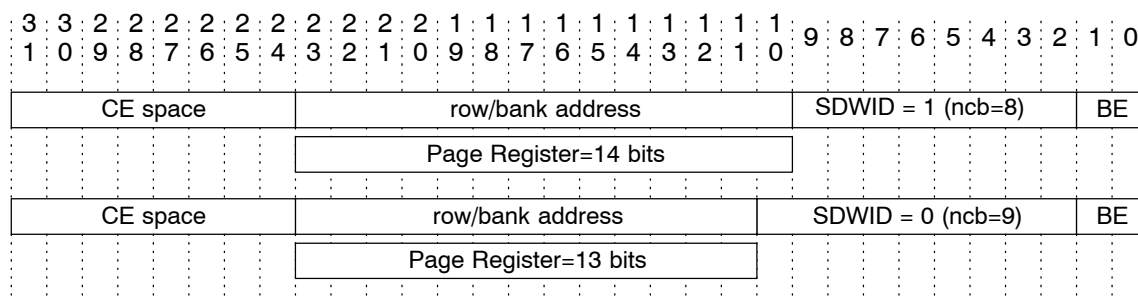 3 3 2 2 2 2 2 2 2 2 2 2 1 1 1 1 1 1 1 1 1 1 9 8 7 6 5 4 3 2 1 0
1 0 9 8 7 6 5 4 3 2 1 0 9 8 7 6 5 4 3 2 1 0
CE space row/bank address SDWID = 1 (ncb=8) BE
Page Register=14 bits
CE space row/bank address SDWID = 0 (ncb=9) BE
Page Register=13 bits